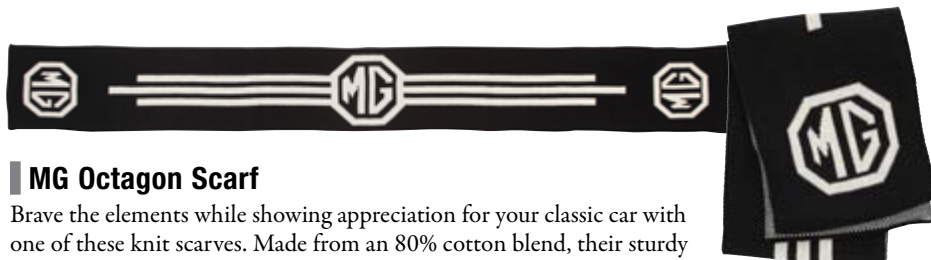 MG
MG
MG
MG
MG Octagon Scarf
Brave the elements while showing appreciation for your classic car with
one of these knit scarves. Made from an 80% cotton blend, their sturdy